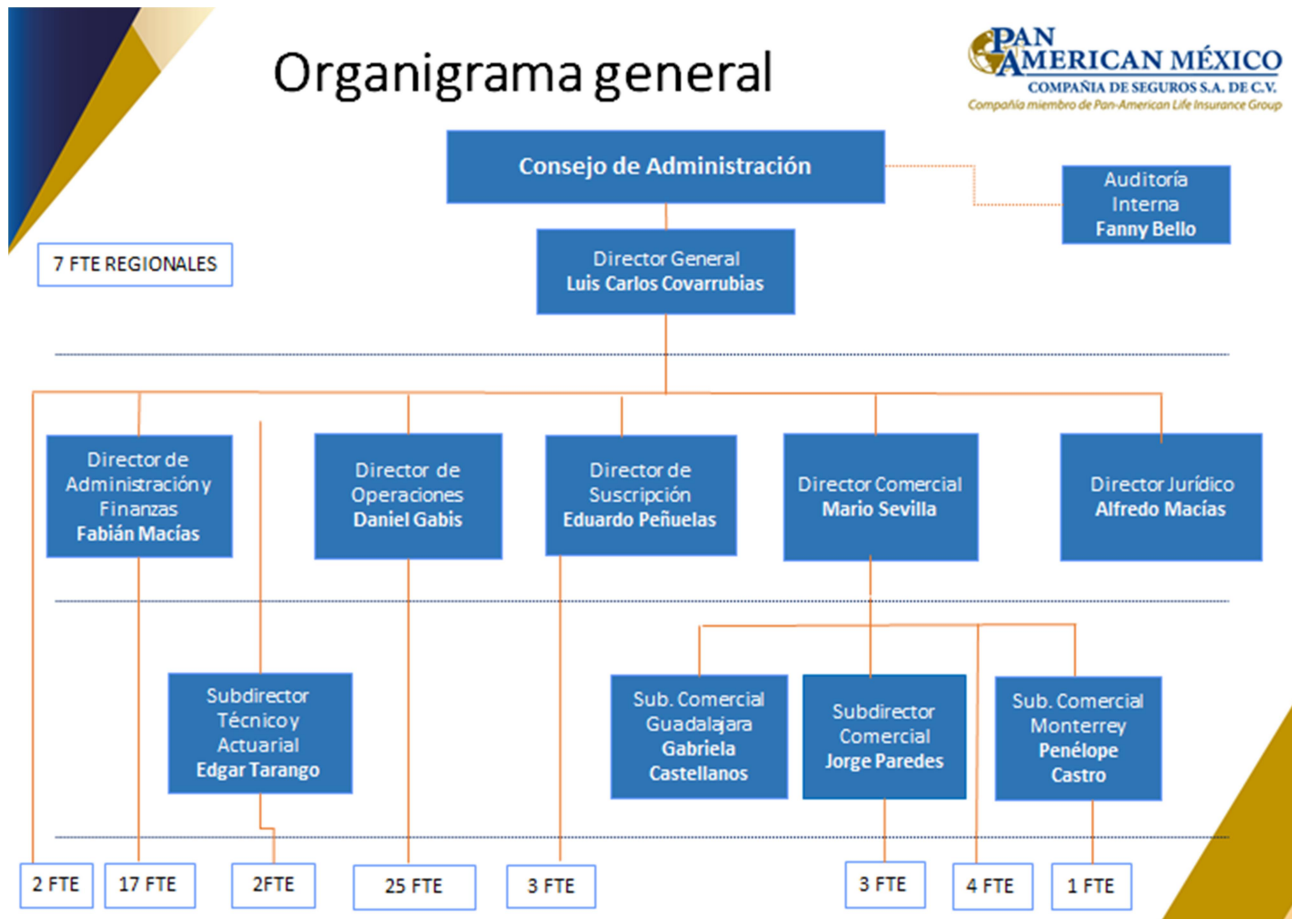 Organigrama general
PAN
AMERICAN MÉXICO
COMPAÑIA DE SEGUROS S.A. DE C.V.
Compañía miembro de Pan-American Life Insurance Group
Consejo de Administración
Auditoría
Interna
Fanny Bello
Director General
Luis Carlos Covarrubias
7 FTE REGIONALES
Director de
Administración y
Finanzas
Fabián Macías
Director de
Operaciones
Daniel Gabis
Director de
Suscripción
Eduardo Peñuelas
Director Comercial
Mario Sevilla
Director Jurídico
Alfredo Macías
Subdirector
Técnico y
Actuarial
Edgar Tarango
Sub. Comercial
Guadalajara
Gabriela
Castellanos
Subdirector
Comercial
Jorge Paredes
Sub. Comercial
Monterrey
Penélope
Castro
2 FTE
17 FTE
2FTE
25 FTE
3 FTE
3 FTE
4 FTE
1 FTE